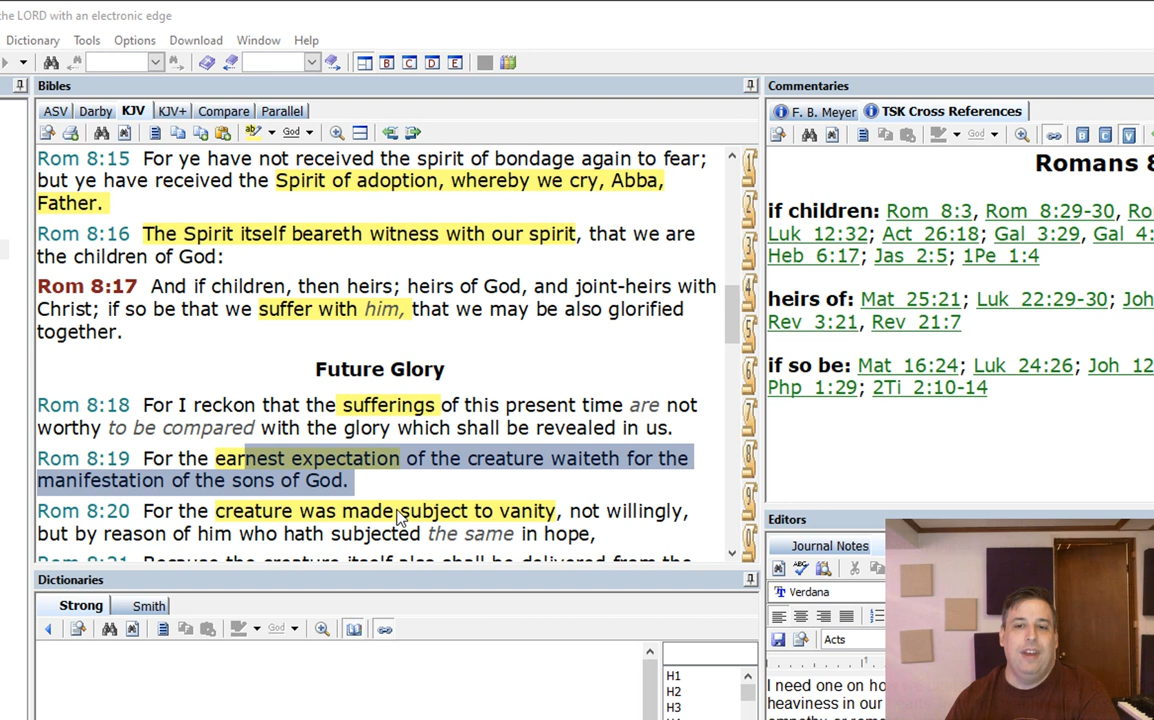 the LORD with an electronic edge
Dictionary Tools Options Download Window Help
Bibles
ASV Darby KJV KJV+ Compare Parallel
Rom 8:15 For ye have not received the spirit of bondage again to fear;
but ye have received the Spirit of adoption, whereby we cry, Abba,
Father.
Rom 8:16 The Spirit itself beareth witness with our spirit, that we are
the children of God:
Rom 8:17 And if children, then heirs; heirs of God, and joint-heirs with
Christ; if so be that we suffer with him, that we may be also glorified
together.
Future Glory
Rom 8:18 For I reckon that the sufferings of this present time are not
worthy to be compared with the glory which shall be revealed in us.
Rom 8:19 For the earnest expectation of the creature waiteth for the
manifestation of the sons of God.
Rom 8:20 For the creature was made subject to vanity, not willingly,
but by reason of him who hath subjected the same in hope,
Dictionaries
Strong Smith
H1
H2
H3
Commentaries
F. B. Meyer TSK Cross References
Romans 8
if children: Rom 8:3, Rom 8:29-30, Ro
Luk 12:32; Act 26:18; Gal 3:29, Gal 4:
Heb 6:17; Jas 2:5; 1Pe 1:4
heirs of: Mat 25:21; Luk 22:29-30; Joh
Rev 3:21, Rev 21:7
if so be: Mat 16:24; Luk 24:26; Joh 12
Php 1:29; 2Ti 2:10-14
Editors
Journal Notes
Verdana
Acts
I need one on ho
heaviness in our